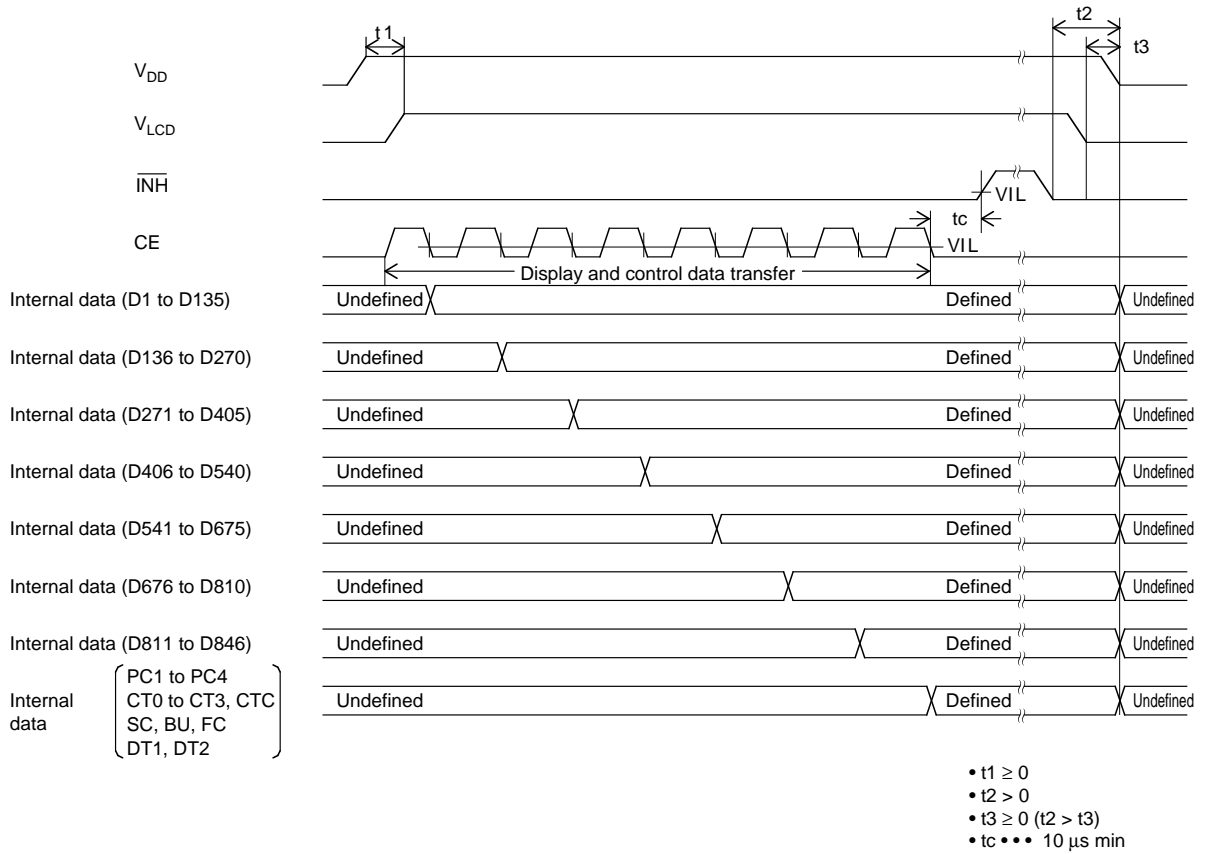 t2
t1
t3
VDD
VLCD
INH
VIL
tc
CE
VIL
Display and control data transfer
Internal data (D1 to D135) Undefined Defined Undefined
Internal data (D136 to D270) Undefined Defined Undefined
Internal data (D271 to D405) Undefined Defined Undefined
Internal data (D406 to D540) Undefined Defined Undefined
Internal data (D541 to D675) Undefined Defined Undefined
Internal data (D676 to D810) Undefined Defined Undefined
Internal data (D811 to D846) Undefined Defined Undefined
Internal data
PC1 to PC4
CT0 to CT3, CTC
SC, BU, FC
DT1, DT2
Undefined Defined Undefined
• t1 ≥ 0
• t2 > 0
• t3 ≥ 0 (t2 > t3)
• tc ••• 10 μs min